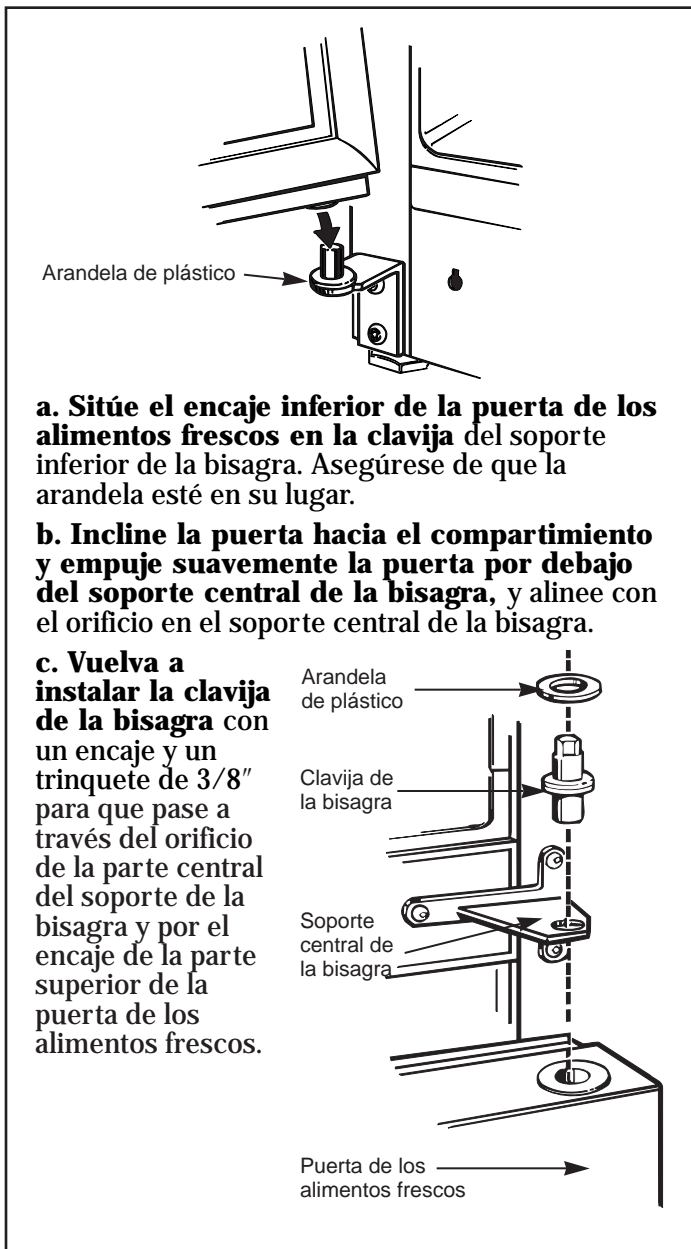 Arandela de plástico
a. Sitúe el encaje inferior de la puerta de los
alimentos frescos en la clavija del soporte
inferior de la bisagra. Asegúrese de que la
arandela esté en su lugar.
b. Incline la puerta hacia el compartimiento
y empuje suavemente la puerta por debajo
del soporte central de la bisagra, y alinee con
el orificio en el soporte central de la bisagra.
c. Vuelva a
instalar la clavija
de la bisagra con
un encaje y un
trinquete de 3/8″
para que pase a
través del orificio
de la parte central
del soporte de la
bisagra y por el
encaje de la parte
superior de la
puerta de los
alimentos frescos.
Arandela
de plástico
Clavija de
la bisagra
Soporte
central de
la bisagra
Puerta de los
alimentos frescos